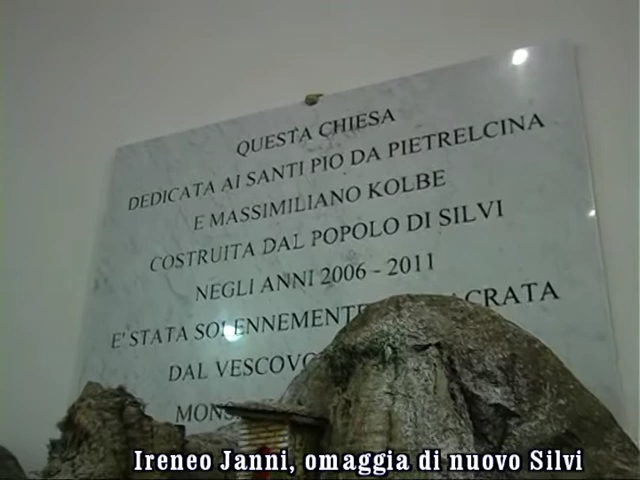 QUESTA CHIESA
DEDICATA AI SANTI PIO DA PIETRELCINA
E MASSIMILIANO KOLBE
COSTRUITA DAL POPOLO DI SILVI
NEGLI ANNI 2006 - 2011
E' STATA SOLENNEMENTE
DAL VESCOVO
Ireneo Janni, omaggia di nuovo Silvi